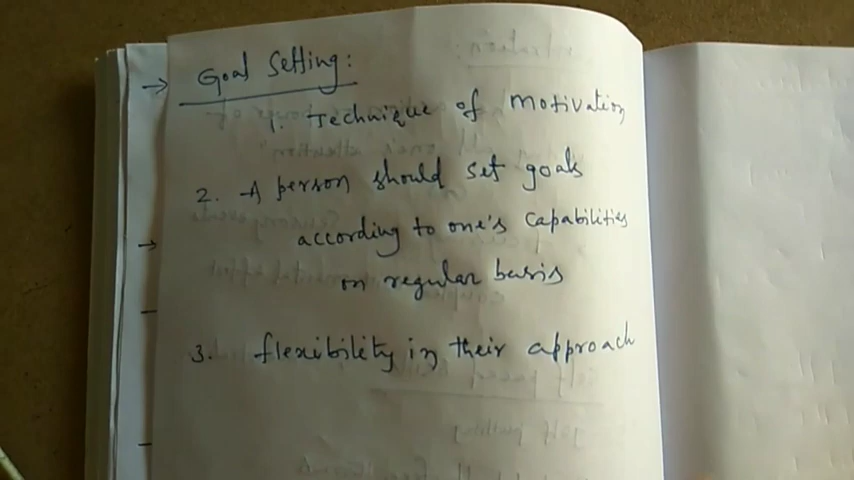 Goal Setting:
1. Technique of motivation
2. A person should set goals
according to one's capabilities
on regular basis
3. flexibility in their approach